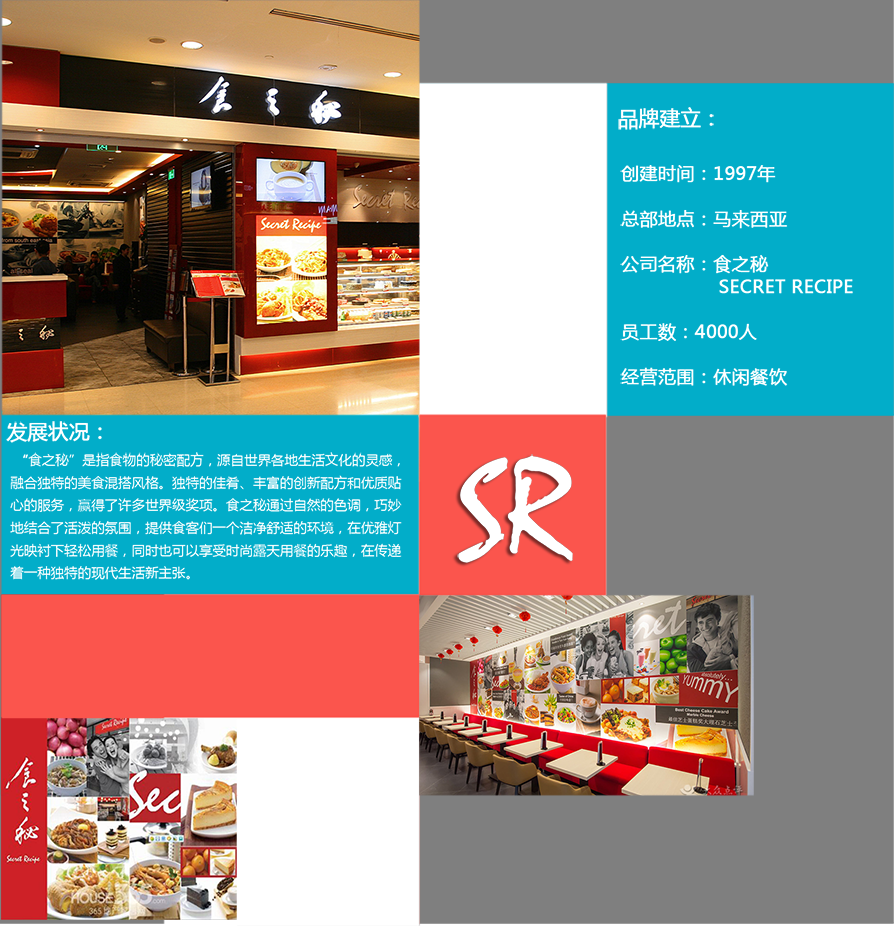 食之秘
Secret Recipe
Secret Re
之秘
品牌建立：
创建时间：1997年
总部地点：马来西亚
公司名称：食之秘
SECRET RECIPE
员工数：4000人
经营范围：休闲餐饮
发展状况：
“食之秘”是指食物的秘密配方，源自世界各地生活文化的灵感，
融合独特的美食混搭风格。独特的佳肴、丰富的创新配方和优质贴
心的服务，赢得了许多世界级奖项。食之秘通过自然的色调，巧妙
地结合了活泼的氛围，提供食客们一个洁净舒适的环境，在优雅灯
光映衬下轻松用餐，同时也可以享受时尚露天用餐的乐趣，在传递
着一种独特的现代生活新主张。
SR
cret
absolutely...
YUMMY
Best Cheese Cake Award
Marble Cheese
食之秘
Secret Recipe
Secret Recipe
Sec